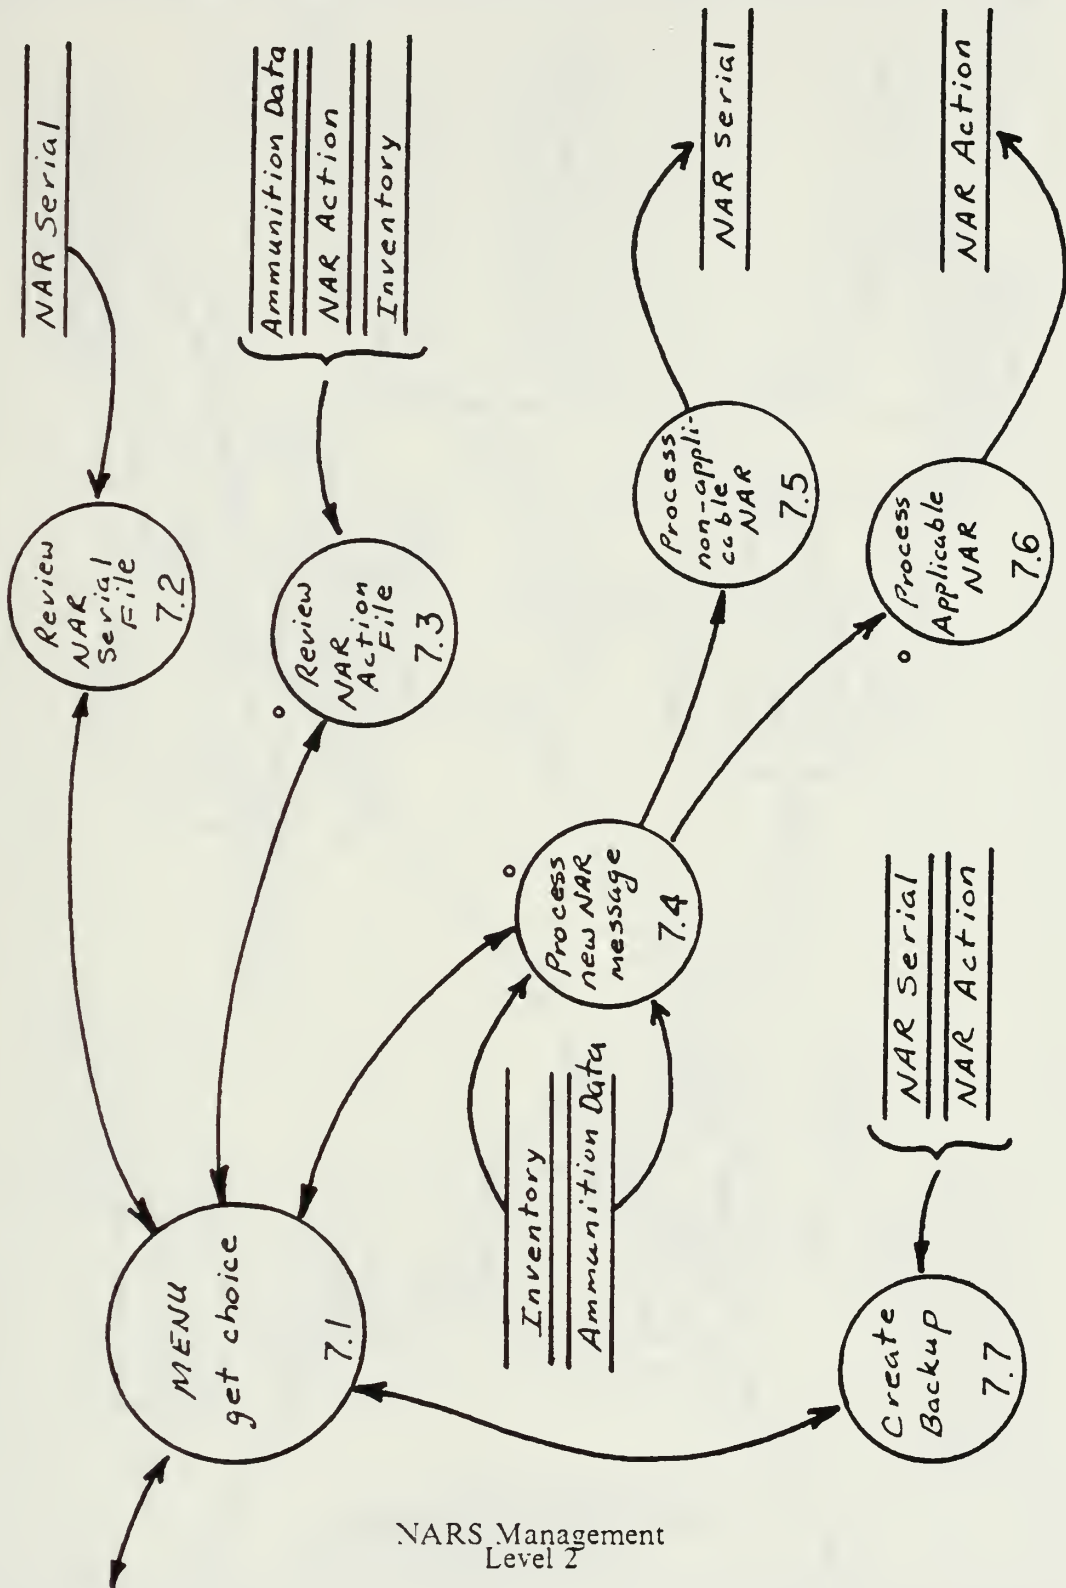 NAR Serial
Ammunition Data
NAR Action
Inventory
Review
NAR
Serial
File
7.2
Review
NAR
Action
File
7.3
MENU
get choice
7.1
Process
new NAR
message
7.4
Inventory
Ammunition Data
Process
non-appli-
cable
NAR
7.5
NAR serial
Process
Applicable
NAR
7.6
NAR Action
NAR Serial
NAR Action
Create
Backup
7.7
NARS Management
Level 2